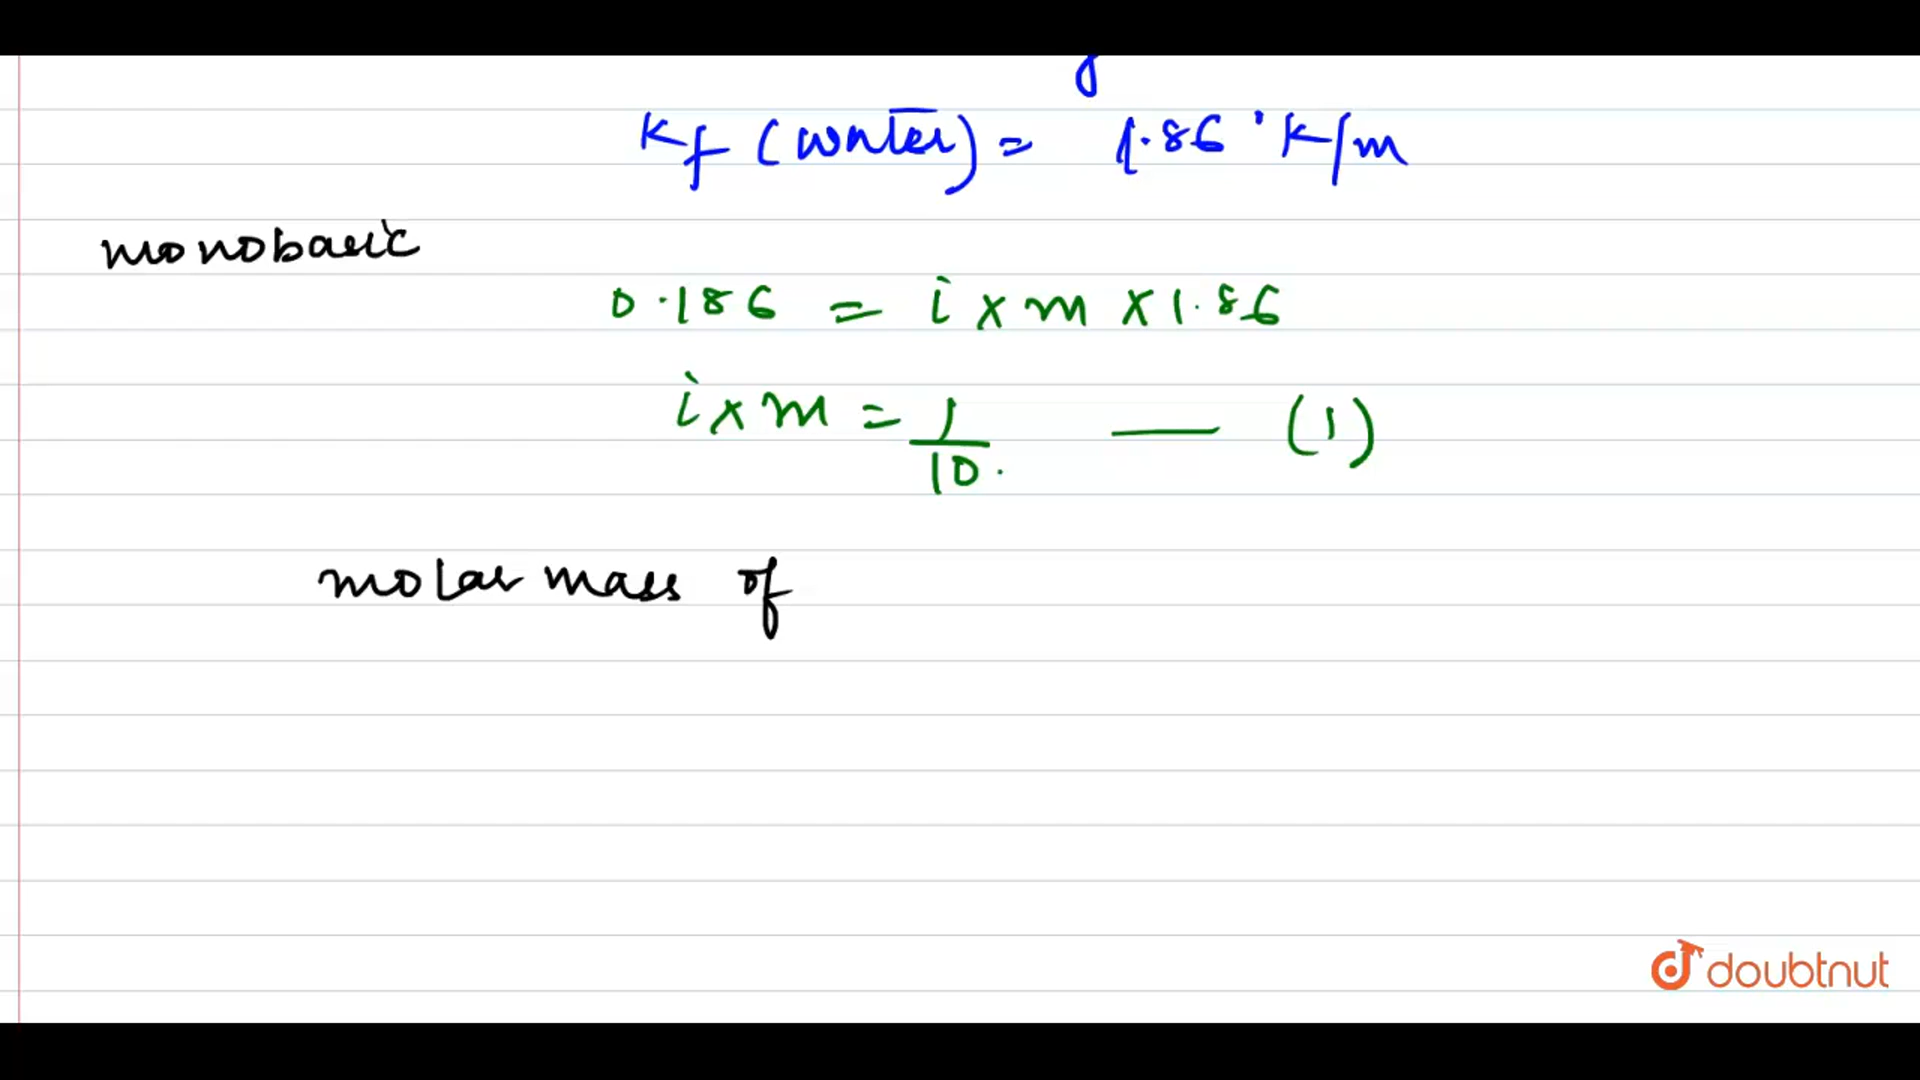 Kf (water) = 1.86 ° K/m
monobasic
0.186 = i × m × 1.86
i × m = 1/10. — (1)
molar mass of
doubtnut